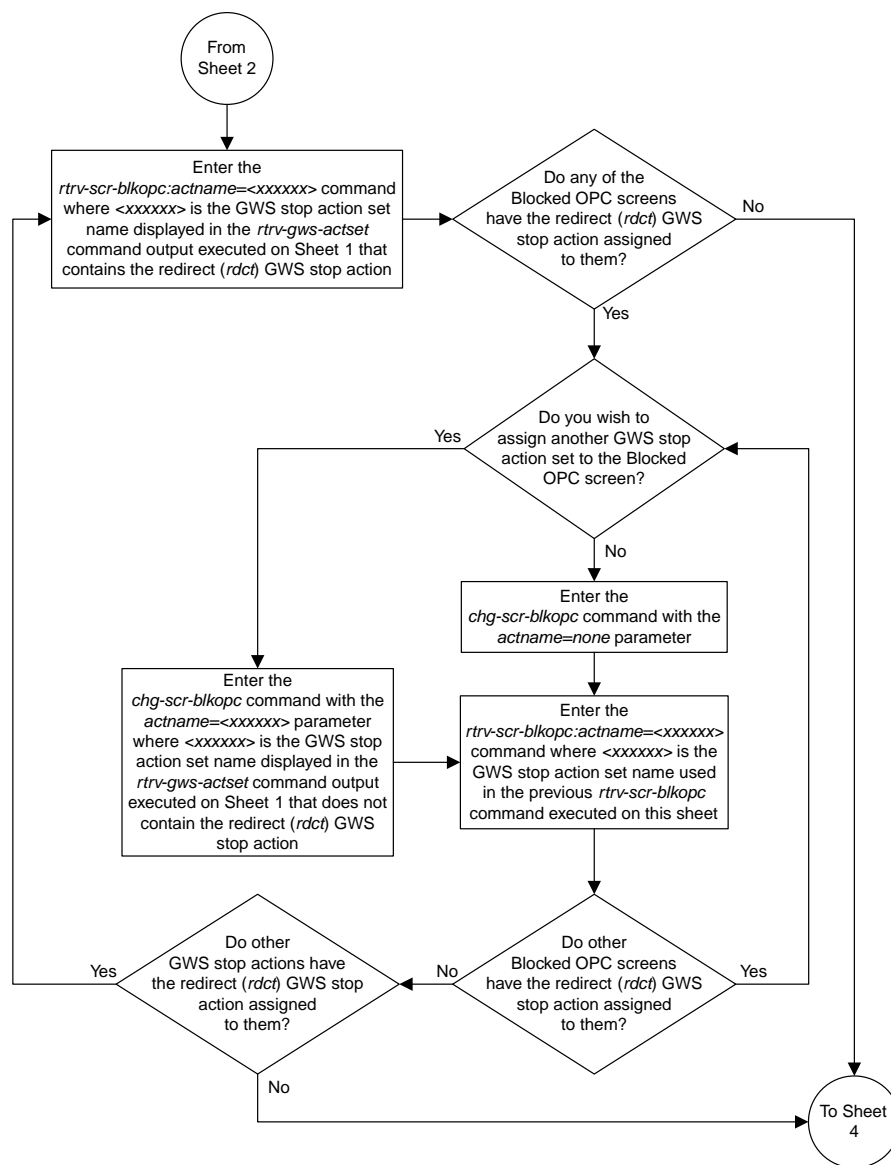 From
Sheet 2
Enter the
rtrv-scr-blkopc:actname=<xxxxxx> command
where <xxxxxx> is the GWS stop action set
name displayed in the rtrv-gws-actset
command output executed on Sheet 1 that
contains the redirect (rdct) GWS stop action
Do any of the
Blocked OPC screens
have the redirect (rdct) GWS
stop action assigned
to them?
No
Yes
Do you wish to
assign another GWS stop
action set to the Blocked
OPC screen?
Yes
No
Enter the
chg-scr-blkopc command with the
actname=none parameter
Enter the
chg-scr-blkopc command with the
actname=<xxxxxx> parameter
where <xxxxxx> is the GWS stop
action set name displayed in the
rtrv-gws-actset command output
executed on Sheet 1 that does not
contain the redirect (rdct) GWS
stop action
Enter the
rtrv-scr-blkopc:actname=<xxxxxx>
command where <xxxxxx> is the
GWS stop action set name used
in the previous rtrv-scr-blkopc
command executed on this sheet
Do other
Blocked OPC screens
have the redirect (rdct) GWS
stop action assigned
to them?
Yes
No
Do other
GWS stop actions have
the redirect (rdct) GWS stop
action assigned
to them?
Yes
No
To Sheet
4